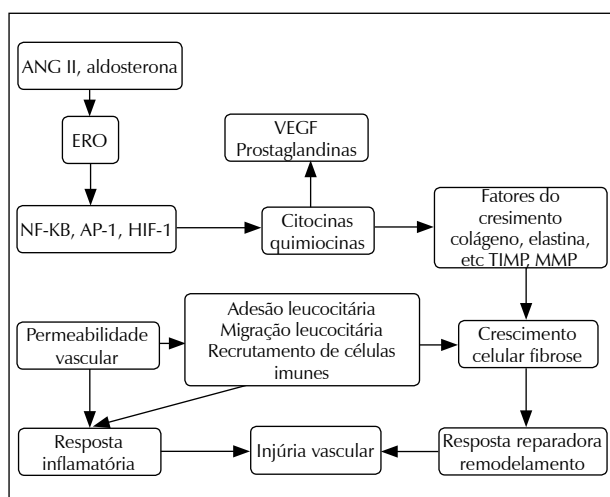 ANG II, aldosterona
ERO
VEGF
Prostaglandinas
NF-KB, AP-1, HIF-1
Citocinas
quimiocinas
Fatores do
cresimento
colágeno, elastina,
etc TIMP, MMP
Permeabilidade
vascular
Adesão leucocitária
Migração leucocitária
Recrutamento de células
imunes
Crescimento
celular fibrose
Resposta
inflamatória
Injúria vascular
Resposta reparadora
remodelamento